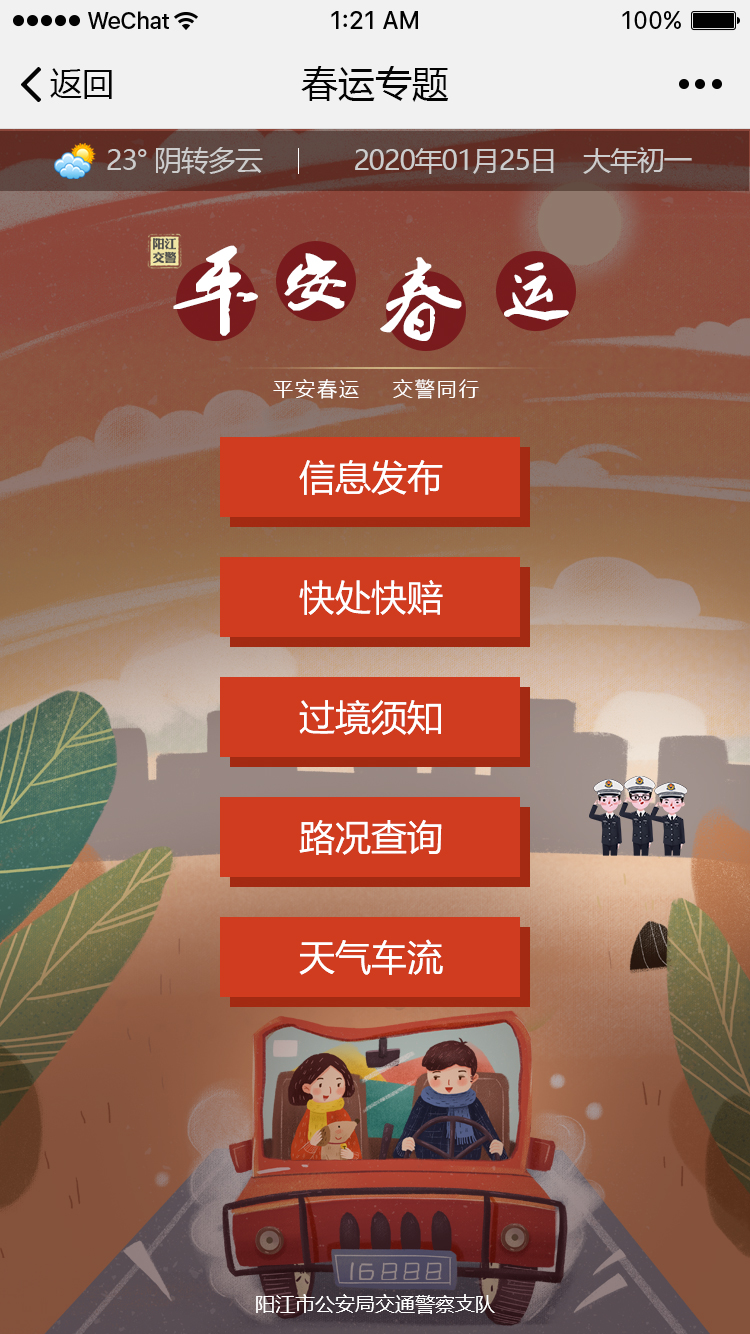 ●●●●● WeChat 1:21 AM 100%
返回 春运专题 •••
23° 阴转多云 | 2020年01月25日 大年初一
阳江
交警
平安春运
平安春运 交警同行
信息发布
快处快赔
过境须知
路况查询
天气车流
16888
阳江市公安局交通警察支队